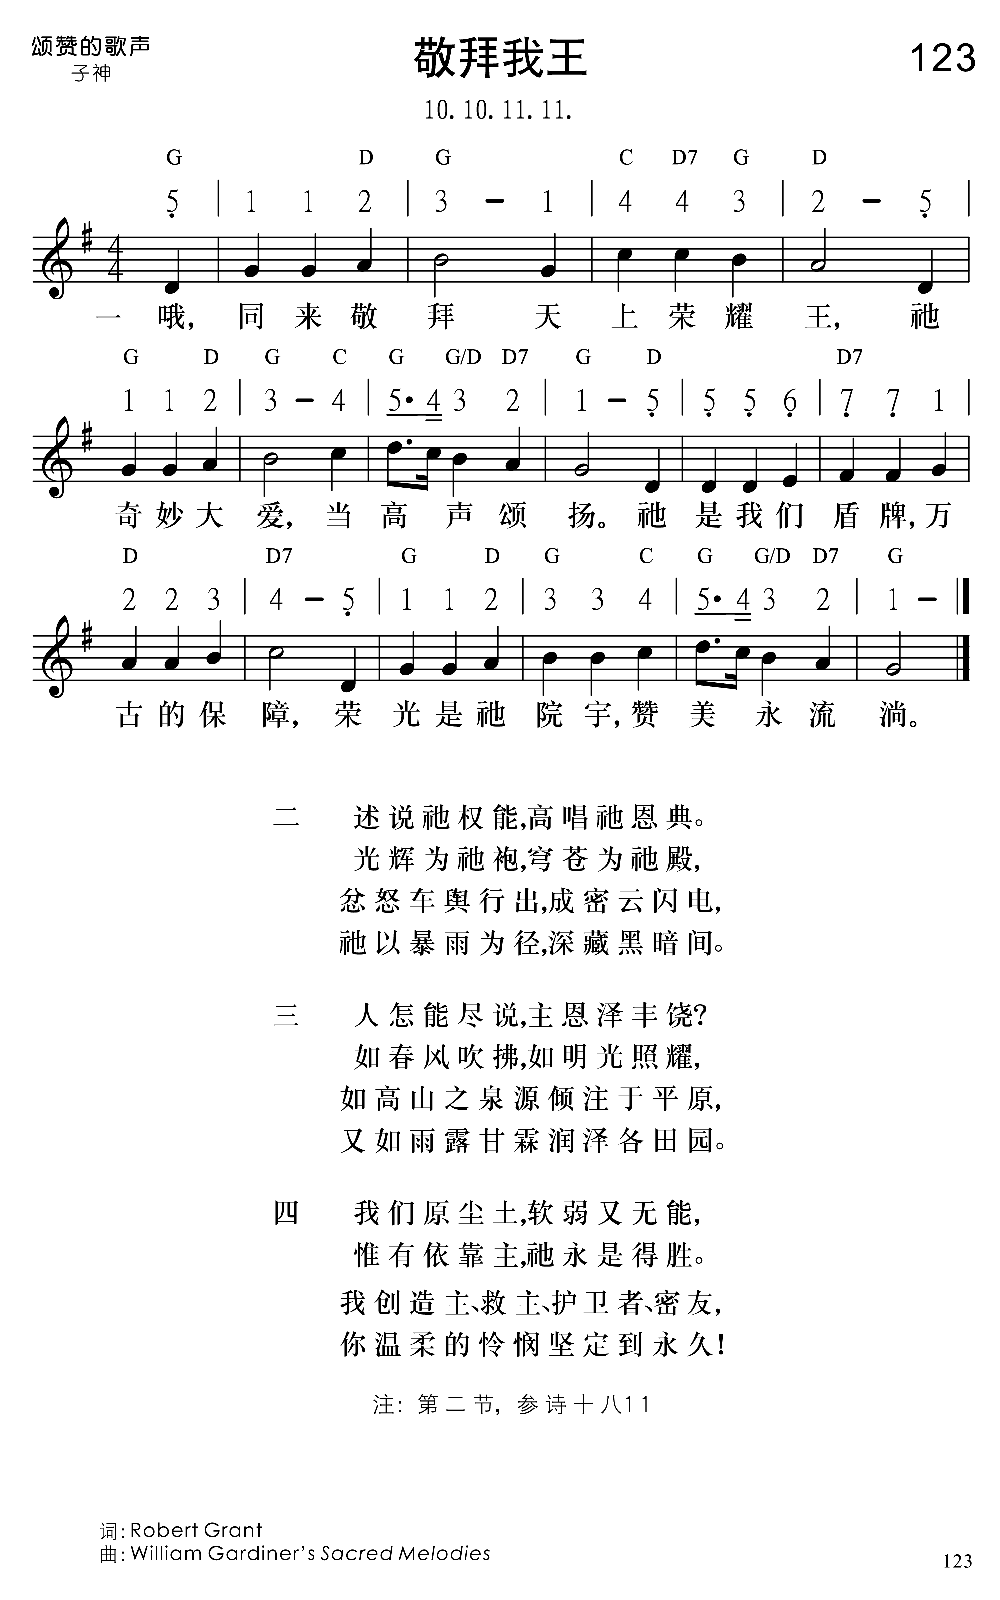 颂赞的歌声
子神
敬拜我王
123
10. 10. 11. 11.
G D G C D7 G D
5 | 1 1 2 | 3 – 1 | 4 4 3 | 2 – 5 |
4
4
一 哦, 同 来 敬 拜 天 上 荣 耀 王, 祂
G D G C G G/D D7 G D D7
1 1 2 | 3 – 4 | 5· 4 3 2 | 1 – 5 | 5 5 6 | 7 7 1 |
奇 妙 大 爱, 当 高 声 颂 扬。 祂 是 我 们 盾 牌, 万
D D7 G D G C G G/D D7 G
2 2 3 | 4 – 5 | 1 1 2 | 3 3 4 | 5· 4 3 2 | 1 – ‖
古 的 保 障, 荣 光 是 祂 院 宇, 赞 美 永 流 淌。
二 述说祂权能,高唱祂恩典。
光辉为祂袍,穹苍为祂殿,
忿怒车舆行出,成密云闪电,
祂以暴雨为径,深藏黑暗间。
三 人怎能尽说,主恩泽丰饶?
如春风吹拂,如明光照耀,
如高山之泉源倾注于平原,
又如雨露甘霖润泽各田园。
四 我们原尘土,软弱又无能,
惟有依靠主,祂永是得胜。
我创造主、救主、护卫者、密友,
你温柔的怜悯坚定到永久!
注: 第二节, 参诗十八11
词: Robert Grant
曲: William Gardiner's Sacred Melodies
123